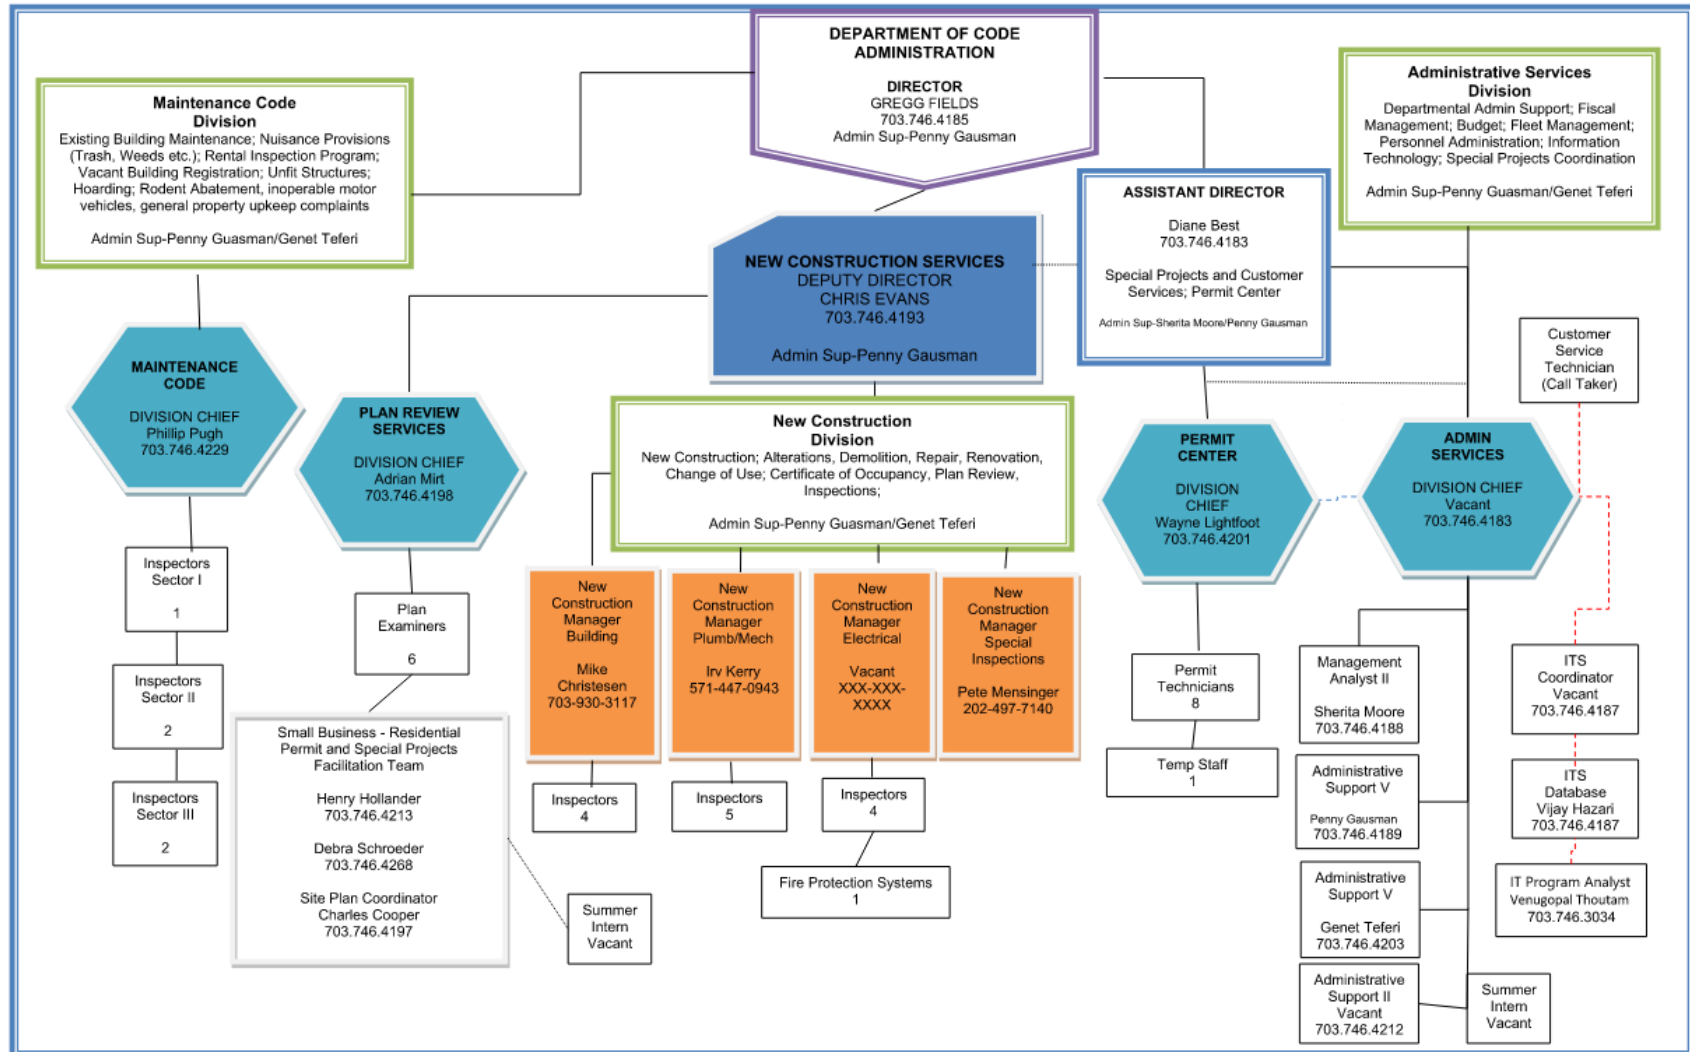 DEPARTMENT OF CODE
ADMINISTRATION
DIRECTOR
GREGG FIELDS
703.746.4185
Admin Sup-Penny Gausman
Maintenance Code
Division
Existing Building Maintenance; Nuisance Provisions
(Trash, Weeds etc.); Rental Inspection Program;
Vacant Building Registration; Unfit Structures;
Hoarding; Rodent Abatement, inoperable motor
vehicles, general property upkeep complaints
Admin Sup-Penny Guasman/Genet Teferi
Administrative Services
Division
Departmental Admin Support; Fiscal
Management; Budget; Fleet Management;
Personnel Administration; Information
Technology; Special Projects Coordination
Admin Sup-Penny Guasman/Genet Teferi
ASSISTANT DIRECTOR
Diane Best
703.746.4183
Special Projects and Customer
Services; Permit Center
Admin Sup-Sherita Moore/Penny Gausman
NEW CONSTRUCTION SERVICES
DEPUTY DIRECTOR
CHRIS EVANS
703.746.4193
Admin Sup-Penny Gausman
Customer
Service
Technician
(Call Taker)
MAINTENANCE
CODE
DIVISION CHIEF
Phillip Pugh
703.746.4229
PLAN REVIEW
SERVICES
DIVISION CHIEF
Adrian Mirt
703.746.4198
New Construction
Division
New Construction; Alterations, Demolition, Repair, Renovation,
Change of Use; Certificate of Occupancy, Plan Review,
Inspections;
Admin Sup-Penny Guasman/Genet Teferi
PERMIT
CENTER
DIVISION
CHIEF
Wayne Lightfoot
703.746.4201
ADMIN
SERVICES
DIVISION CHIEF
Vacant
703.746.4183
Inspectors
Sector I
1
Inspectors
Sector II
2
Inspectors
Sector III
2
Plan
Examiners
6
Small Business - Residential
Permit and Special Projects
Facilitation Team
Henry Hollander
703.746.4213
Debra Schroeder
703.746.4268
Site Plan Coordinator
Charles Cooper
703.746.4197
Summer
Intern
Vacant
New
Construction
Manager
Building
Mike
Christesen
703-930-3117
New
Construction
Manager
Plumb/Mech
Irv Kerry
571-447-0943
New
Construction
Manager
Electrical
Vacant
XXX-XXX-
XXXX
New
Construction
Manager
Special
Inspections
Pete Mensinger
202-497-7140
Inspectors
4
Inspectors
5
Inspectors
4
Fire Protection Systems
1
Permit
Technicians
8
Temp Staff
1
Management
Analyst II
Sherita Moore
703.746.4188
Administrative
Support V
Penny Gausman
703.746.4189
Administrative
Support V
Genet Teferi
703.746.4203
Administrative
Support II
Vacant
703.746.4212
Summer
Intern
Vacant
ITS
Coordinator
Vacant
703.746.4187
ITS
Database
Vijay Hazari
703.746.4187
IT Program Analyst
Venugopal Thoutam
703.746.3034